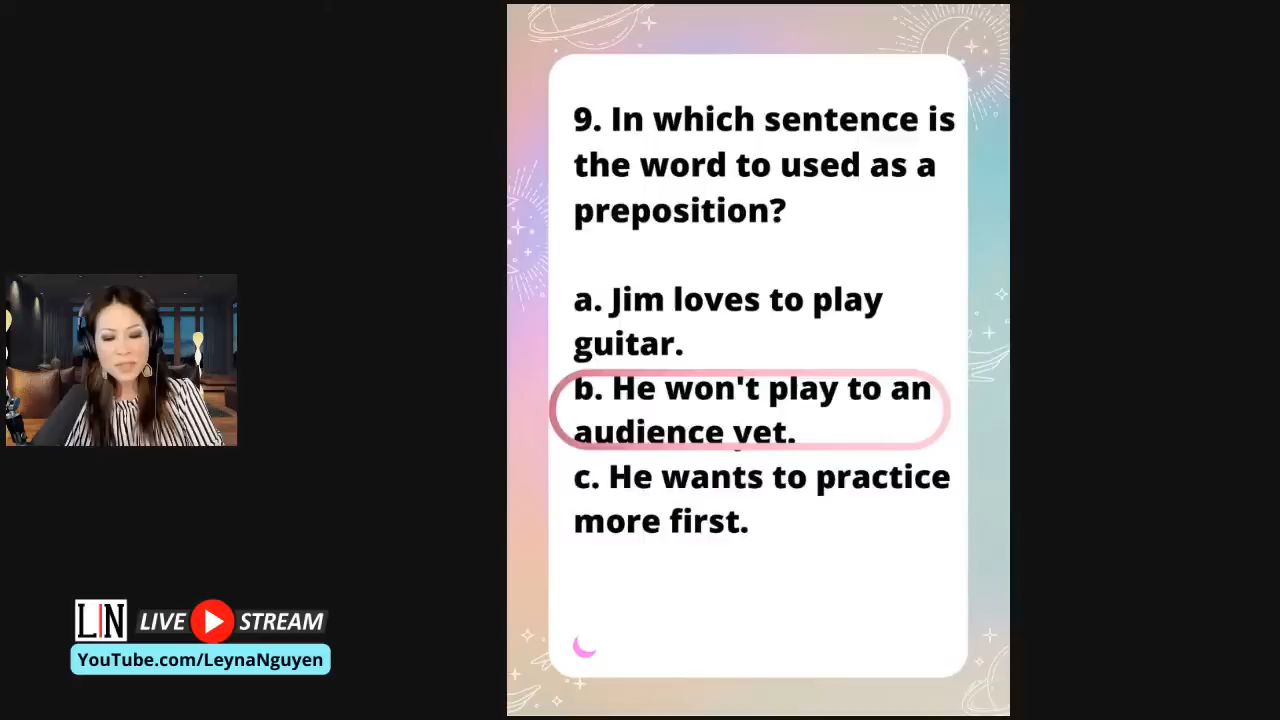 9. In which sentence is
the word to used as a
preposition?
a. Jim loves to play
guitar.
b. He won't play to an
audience yet.
c. He wants to practice
more first.
LIN LIVE STREAM
YouTube.com/LeynaNguyen